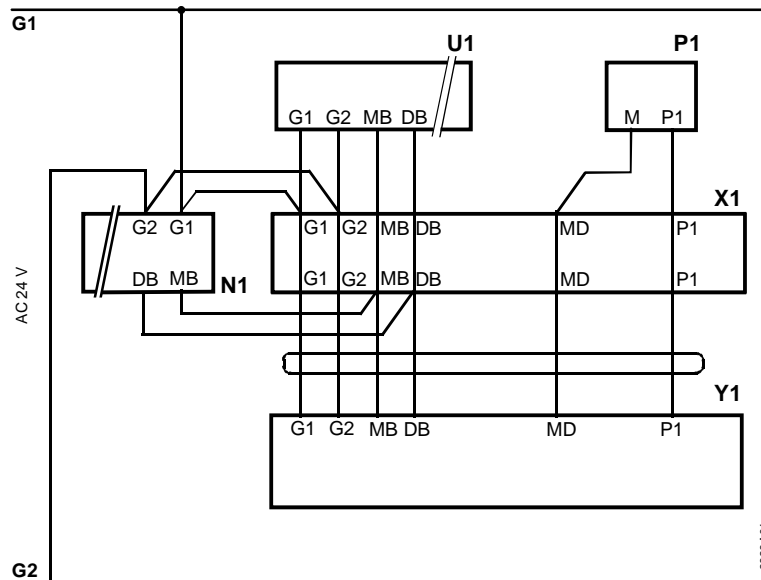 G1
U1
P1
G1 G2 MB DB
M P1
X1
G2 G1
G1 G2 MB DB MD P1
DB MB
N1
G1 G2 MB DB MD P1
AC 24 V
Y1
G1 G2 MB DB MD P1
G2